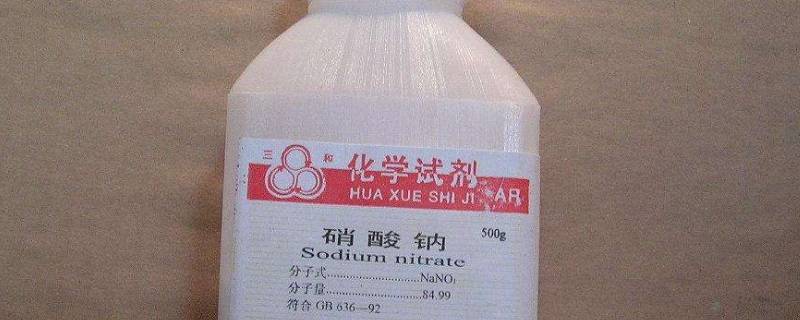 三 和 化学试剂
HUA XUE SHI JI AR
硝酸钠 500g
Sodium nitrate
分子式..............................NaNO₃
分子量..............................84.99
符合 GB 636—92